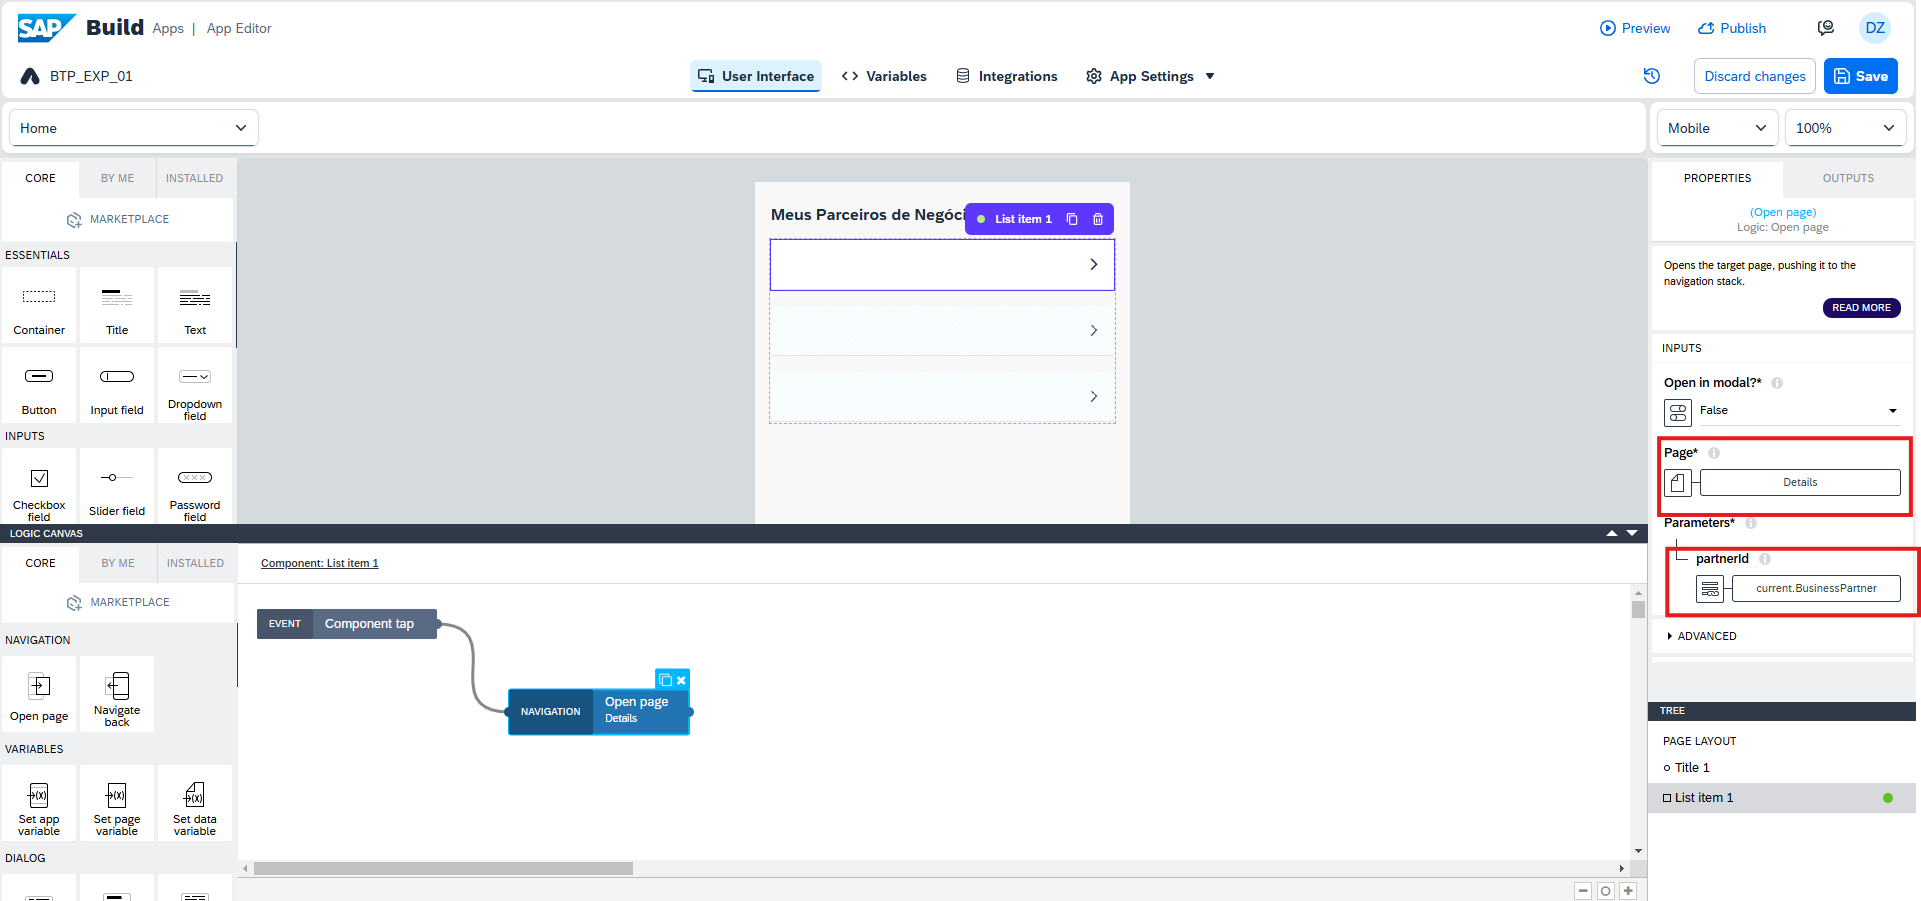 SAP Build Apps | App Editor
Preview Publish DZ
BTP_EXP_01
User Interface Variables Integrations App Settings
Discard changes Save
Home
Mobile 100%
CORE BY ME INSTALLED
MARKETPLACE
ESSENTIALS
Container Title Text
Button Input field Dropdown field
INPUTS
Checkbox field Slider field Password field
Meus Parceiros de Negóci
List item 1
PROPERTIES OUTPUTS
(Open page)
Logic: Open page
Opens the target page, pushing it to the
navigation stack.
READ MORE
INPUTS
Open in modal?*
False
Page*
Details
Parameters*
partnerId
current.BusinessPartner
ADVANCED
TREE
PAGE LAYOUT
Title 1
List item 1
LOGIC CANVAS
CORE BY ME INSTALLED
MARKETPLACE
NAVIGATION
Open page Navigate back
VARIABLES
Set app variable Set page variable Set data variable
DIALOG
Component: List item 1
EVENT Component tap
NAVIGATION Open page
Details